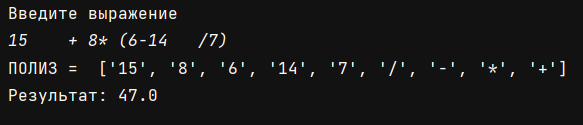 Введите выражение
15    + 8* (6-14   /7)
ПОЛИЗ =  ['15', '8', '6', '14', '7', '/', '-', '*', '+']
Результат: 47.0